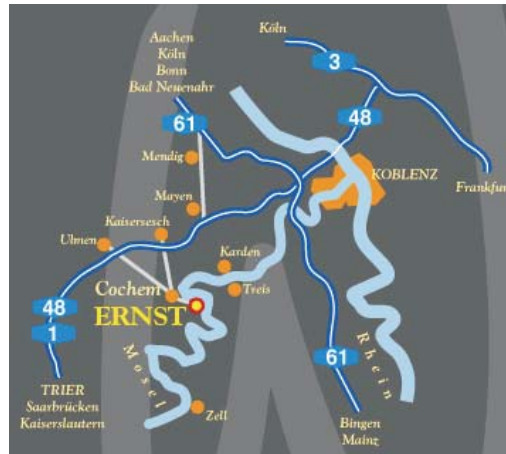 Aachen
Köln
Bonn
Bad Neuenahr
Köln
3
61
48
Mendig
KOBLENZ
Mayen
Frankfur
Kaisersesch
Ulmen
Karden
Cochem
Treis
ERNST
48
1
Mosel
Rhein
61
TRIER
Saarbrücken
Kaiserslautern
Zell
Bingen
Mainz